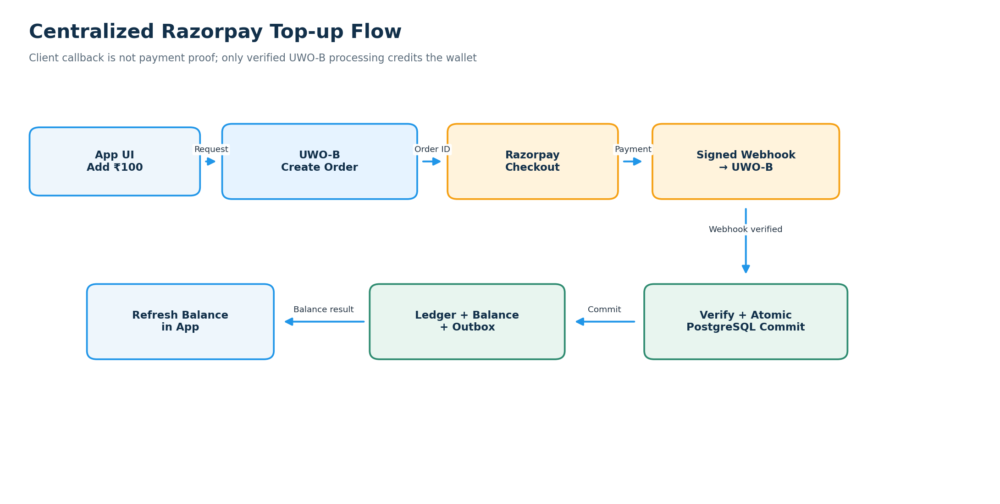 Centralized Razorpay Top-up Flow
Client callback is not payment proof; only verified UWO-B processing credits the wallet
App UI
Add ₹100
Request
UWO-B
Create Order
Order ID
Razorpay
Checkout
Payment
Signed Webhook
→ UWO-B
Webhook verified
Verify + Atomic
PostgreSQL Commit
Commit
Ledger + Balance
+ Outbox
Balance result
Refresh Balance
in App